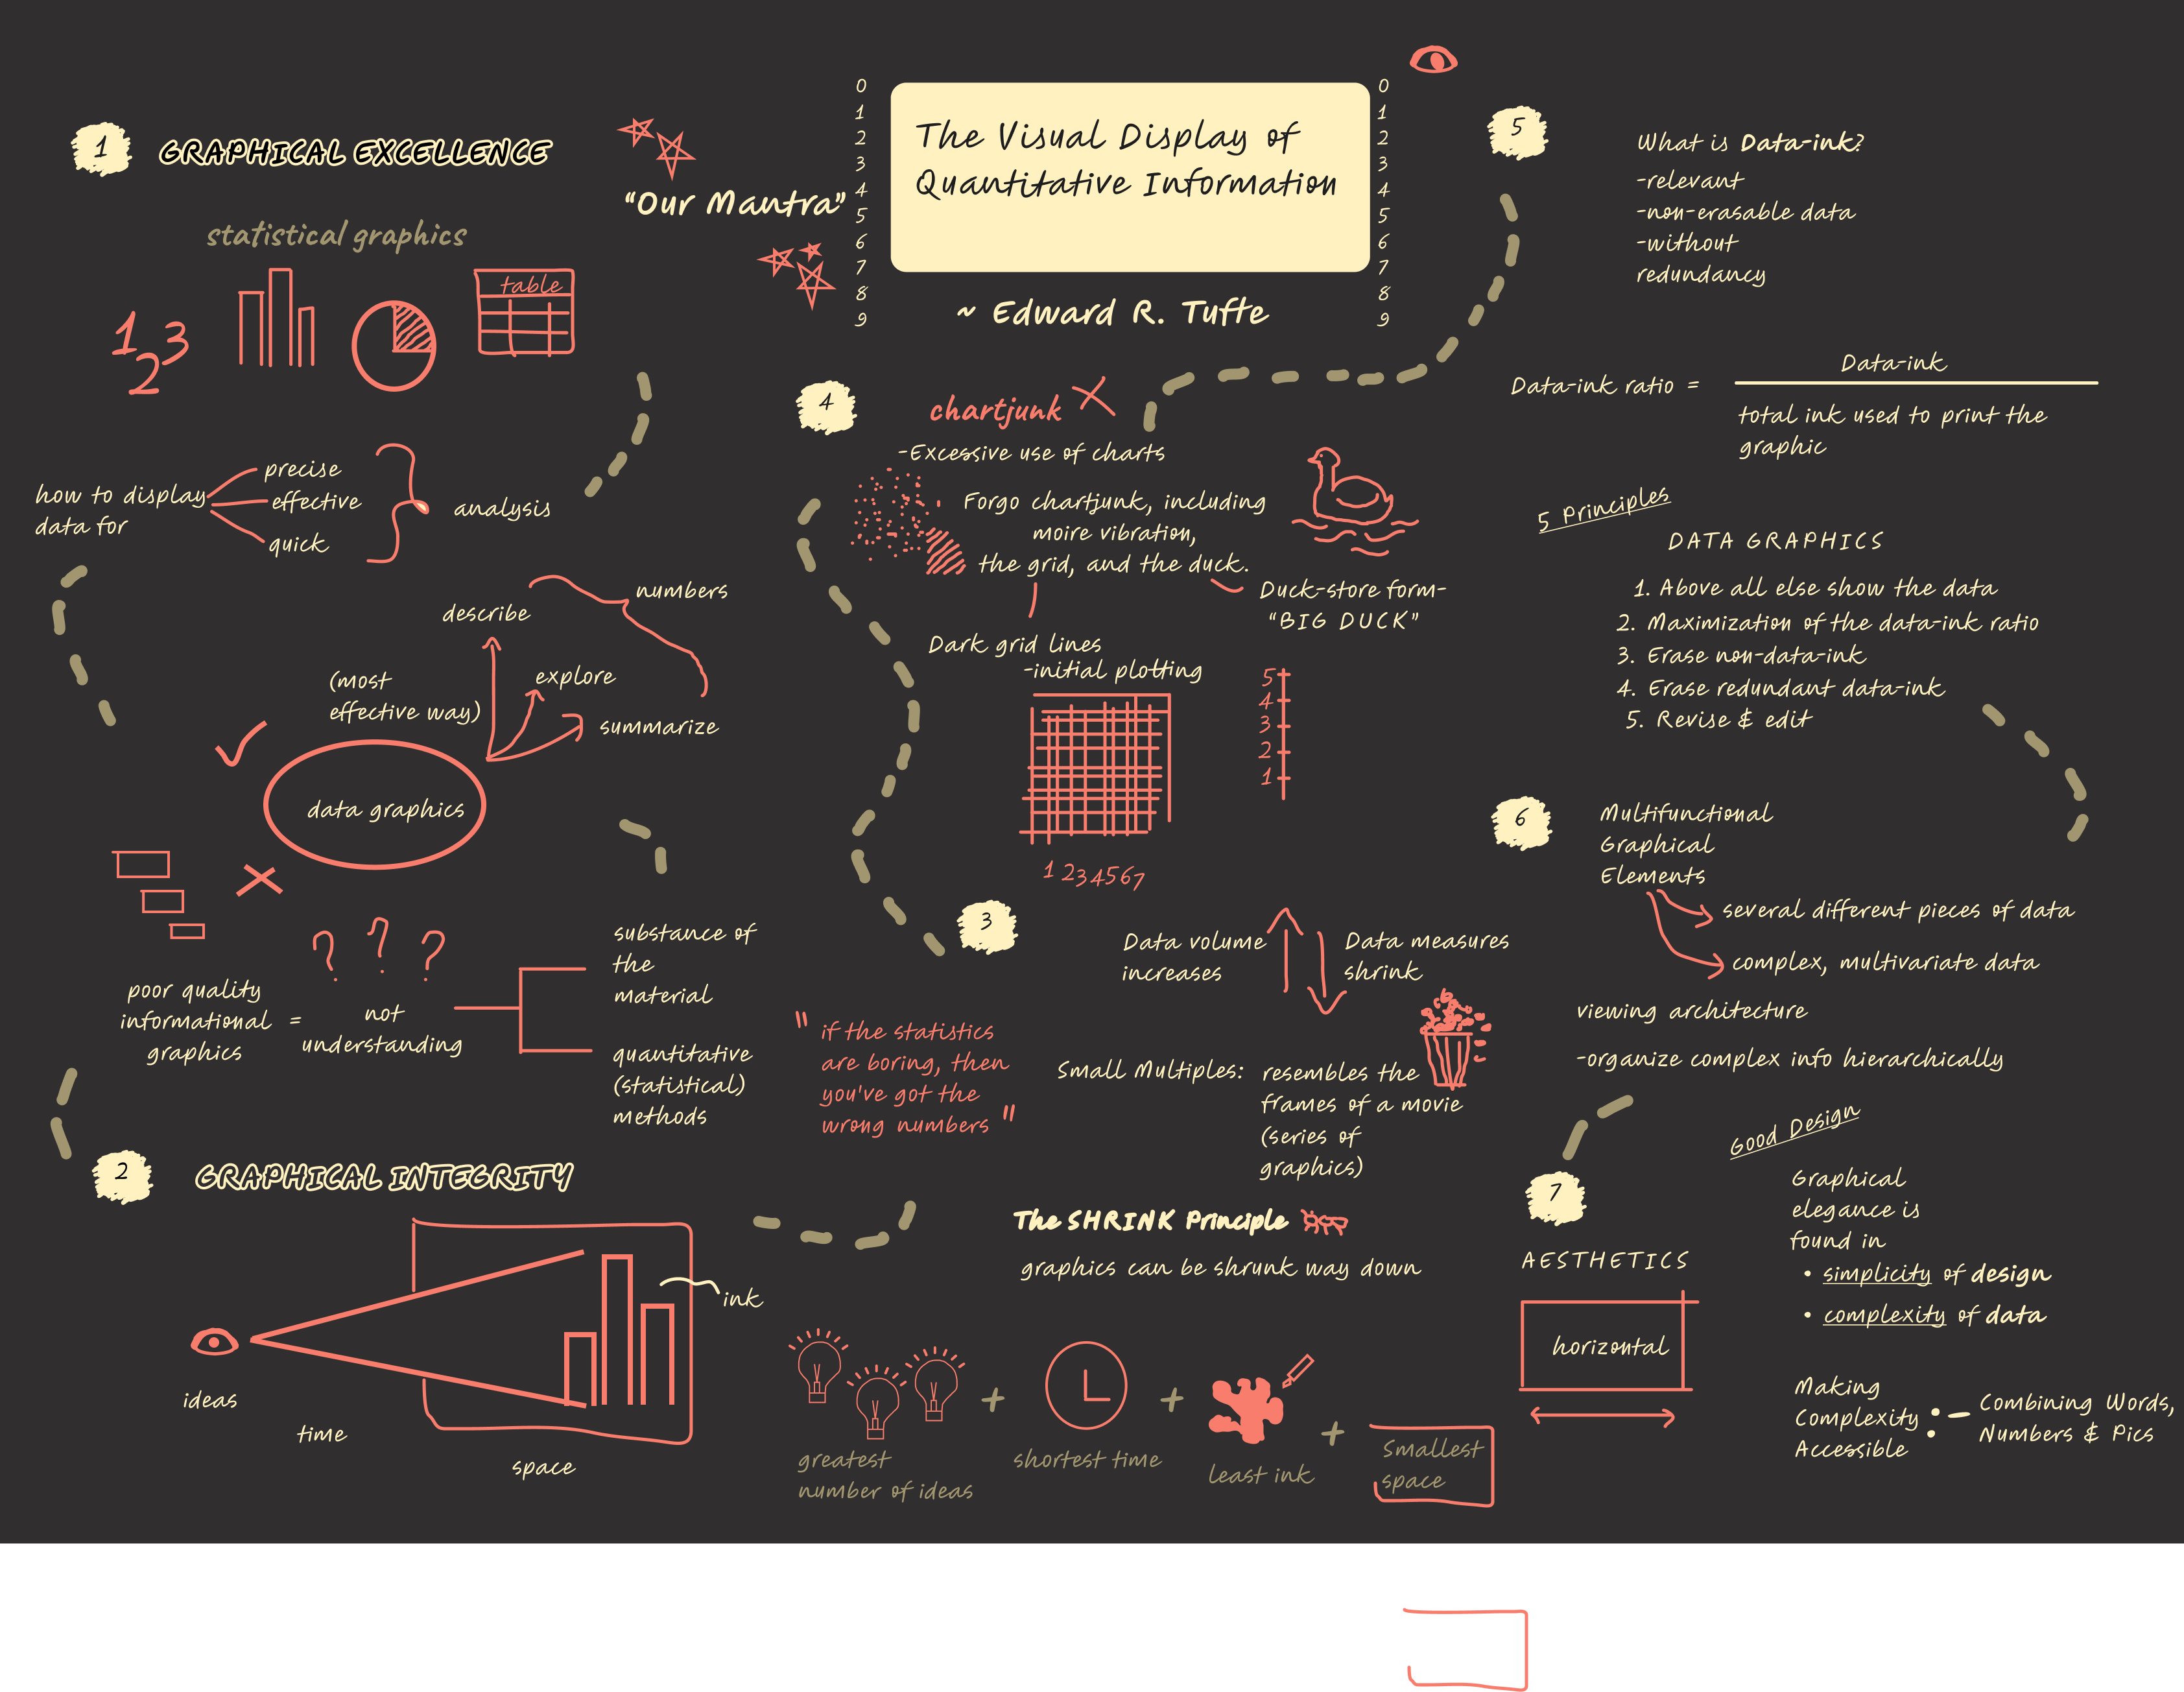 The Visual Display of
Quantitative Information
~ Edward R. Tufte
0
1
2
3
4
5
6
7
8
9
0
1
2
3
4
5
6
7
8
9
"Our Mantra"
1
GRAPHICAL EXCELLENCE
statistical graphics
1
2
3
table
how to display
data for
precise
effective
quick
analysis
numbers
describe
explore
summarize
(most
effective way)
data graphics
? ? ?
poor quality
informational
graphics
=
not
understanding
substance of
the
material
quantitative
(statistical)
methods
2
GRAPHICAL INTEGRITY
ink
ideas
time
space
"if the statistics
are boring, then
you've got the
wrong numbers"
3
Data volume
increases
Data measures
shrink
Small Multiples:
resembles the
frames of a movie
(series of
graphics)
The SHRINK Principle
graphics can be shrunk way down
greatest
number of ideas
+
shortest time
+
least ink
+
Smallest
space
4
chartjunk
-Excessive use of charts
Forgo chartjunk, including
moire vibration,
the grid, and the duck.
Duck-store form-
"BIG DUCK"
Dark grid lines
-initial plotting
5
4
3
2
1
1 2 3 4 5 6 7
5
What is Data-ink?
-relevant
-non-erasable data
-without
redundancy
Data-ink ratio =
Data-ink
total ink used to print the
graphic
5 Principles
DATA GRAPHICS
1. Above all else show the data
2. Maximization of the data-ink ratio
3. Erase non-data-ink
4. Erase redundant data-ink
5. Revise & edit
6
Multifunctional
Graphical
Elements
several different pieces of data
complex, multivariate data
viewing architecture
-organize complex info hierarchically
7
AESTHETICS
horizontal
Good Design
Graphical
elegance is
found in
• simplicity of design
• complexity of data
Making
Complexity
Accessible
:-
Combining Words,
Numbers & Pics